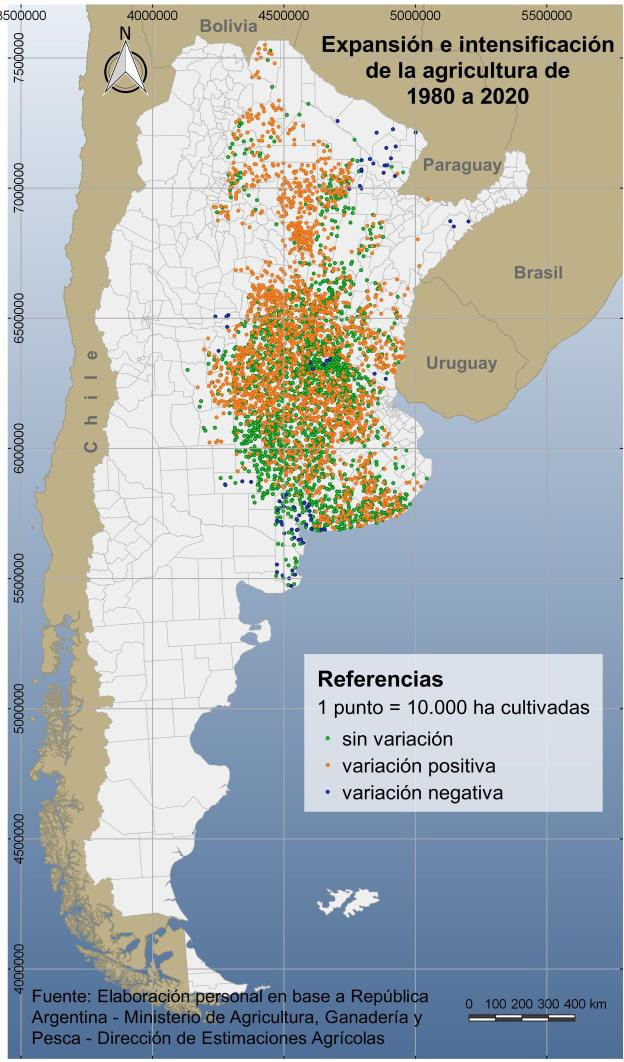 3500000 4000000 4500000 5000000 5500000
Bolivia
N
Expansión e intensificación
de la agricultura de
1980 a 2020
7500000
Paraguay
7000000
Brasil
6500000
Uruguay
Chile
6000000
5500000
Referencias
1 punto = 10.000 ha cultivadas
sin variación
variación positiva
variación negativa
5000000
4500000
4000000
Fuente: Elaboración personal en base a República
Argentina - Ministerio de Agricultura, Ganadería y
Pesca - Dirección de Estimaciones Agrícolas
0 100 200 300 400 km